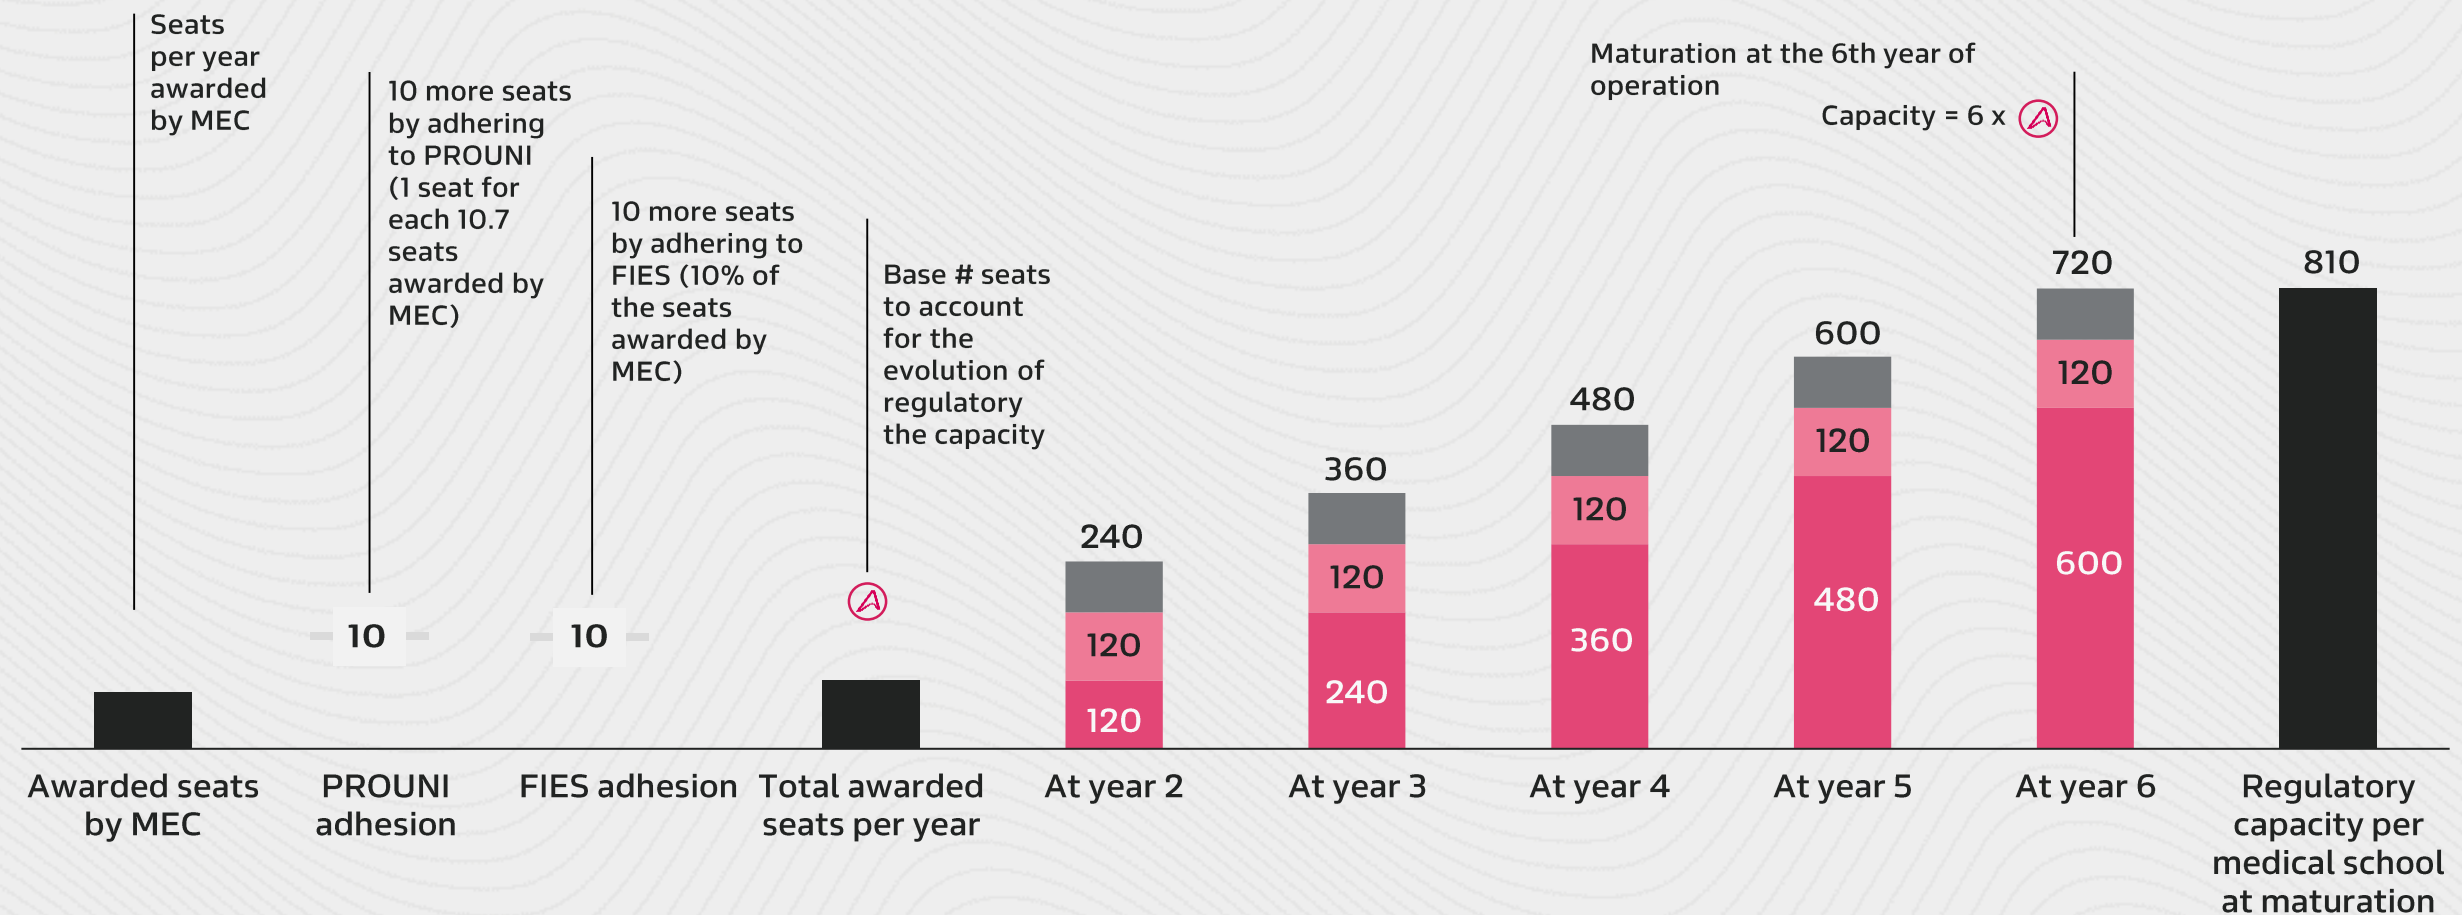 Seats
per year
awarded
by MEC
10 more seats
by adhering
to PROUNI
(1 seat for
each 10.7
seats
awarded by
MEC)
10 more seats
by adhering to
FIES (10% of
the seats
awarded by
MEC)
Base # seats
to account
for the
evolution of
regulatory
the capacity
Maturation at the 6th year of
operation
Capacity = 6 x A
10
10
A
240
120
120
360
120
240
480
120
360
600
120
480
720
120
600
810
Awarded seats
by MEC
PROUNI
adhesion
FIES adhesion
Total awarded
seats per year
At year 2
At year 3
At year 4
At year 5
At year 6
Regulatory
capacity per
medical school
at maturation